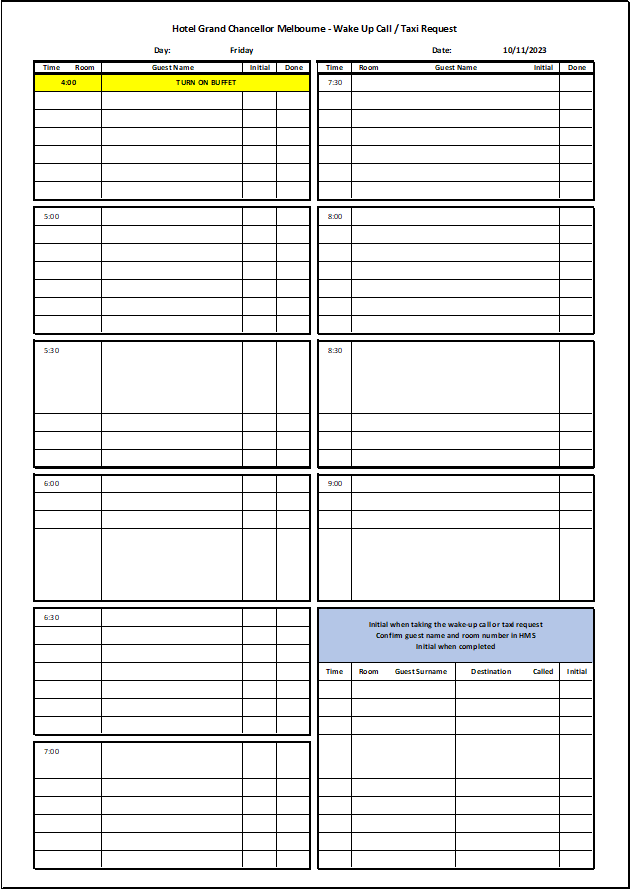 Hotel Grand Chancellor Melbourne - Wake Up Call / Taxi Request
Day: Friday Date: 10/11/2023
Time Room Guest Name Initial Done
4:00 TURN ON BUFFET
5:00
5:30
6:00
6:30
7:00
Time Room Guest Name Initial Done
7:30
8:00
8:30
9:00
Initial when taking the wake-up call or taxi request
Confirm guest name and room number in HMS
Initial when completed
Time Room Guest Surname Destination Called Initial